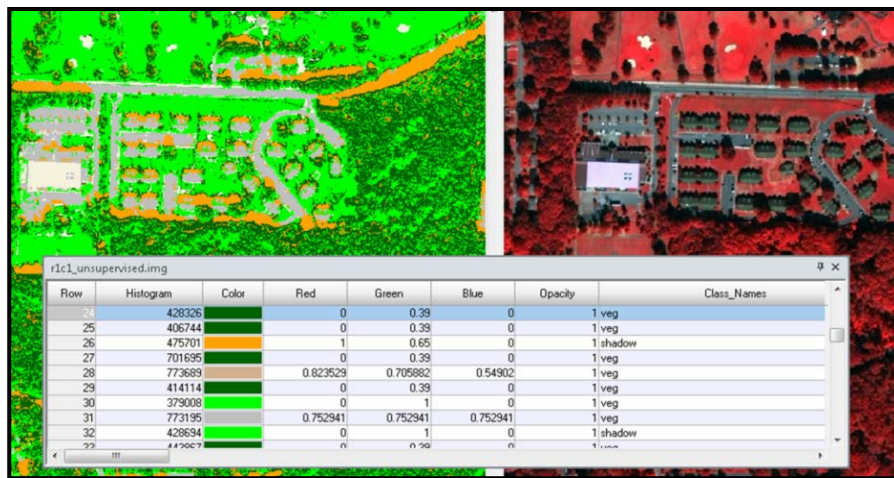 r1c1_unsupervised.img
Row Histogram Color Red Green Blue Opacity Class_Names
24 428326 0 0.39 0 1 veg
25 406744 0 0.39 0 1 veg
26 475701 1 0.65 0 1 shadow
27 701695 0 0.39 0 1 veg
28 773689 0.823529 0.705882 0.54902 1 veg
29 414114 0 0.39 0 1 veg
30 379008 0 1 0 1 veg
31 773195 0.752941 0.752941 0.752941 1 veg
32 428694 0 1 0 1 shadow